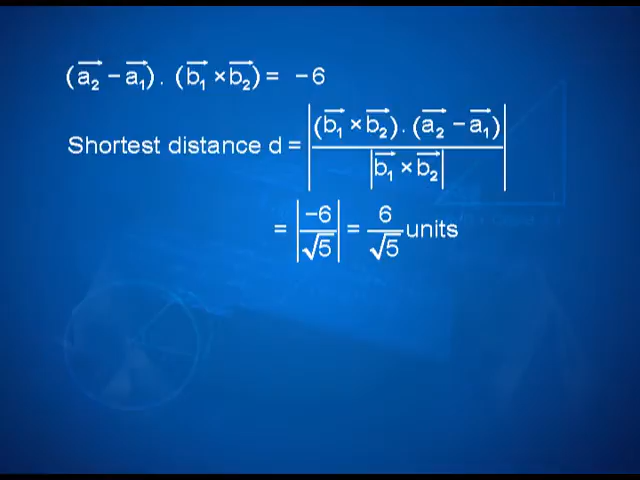 (a₂⃗ − a₁⃗) . (b₁⃗ × b₂⃗) = −6
Shortest distance d = |(b₁⃗ × b₂⃗) . (a₂⃗ − a₁⃗) / |b₁⃗ × b₂⃗||
= |−6/√5| = 6/√5 units